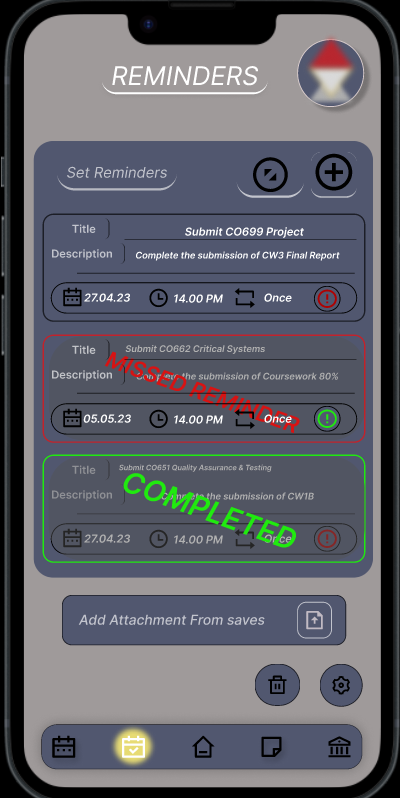 REMINDERS
Set Reminders
Title Submit CO699 Project
Description Complete the submission of CW3 Final Report
27.04.23 14.00 PM Once
Title Submit CO662 Critical Systems
Description Complete the submission of Coursework 80%
MISSED REMINDER
05.05.23 14.00 PM Once
Title Submit CO651 Quality Assurance & Testing
Description Complete the submission of CW1B
COMPLETED
27.04.23 14.00 PM Once
Add Attachment From saves